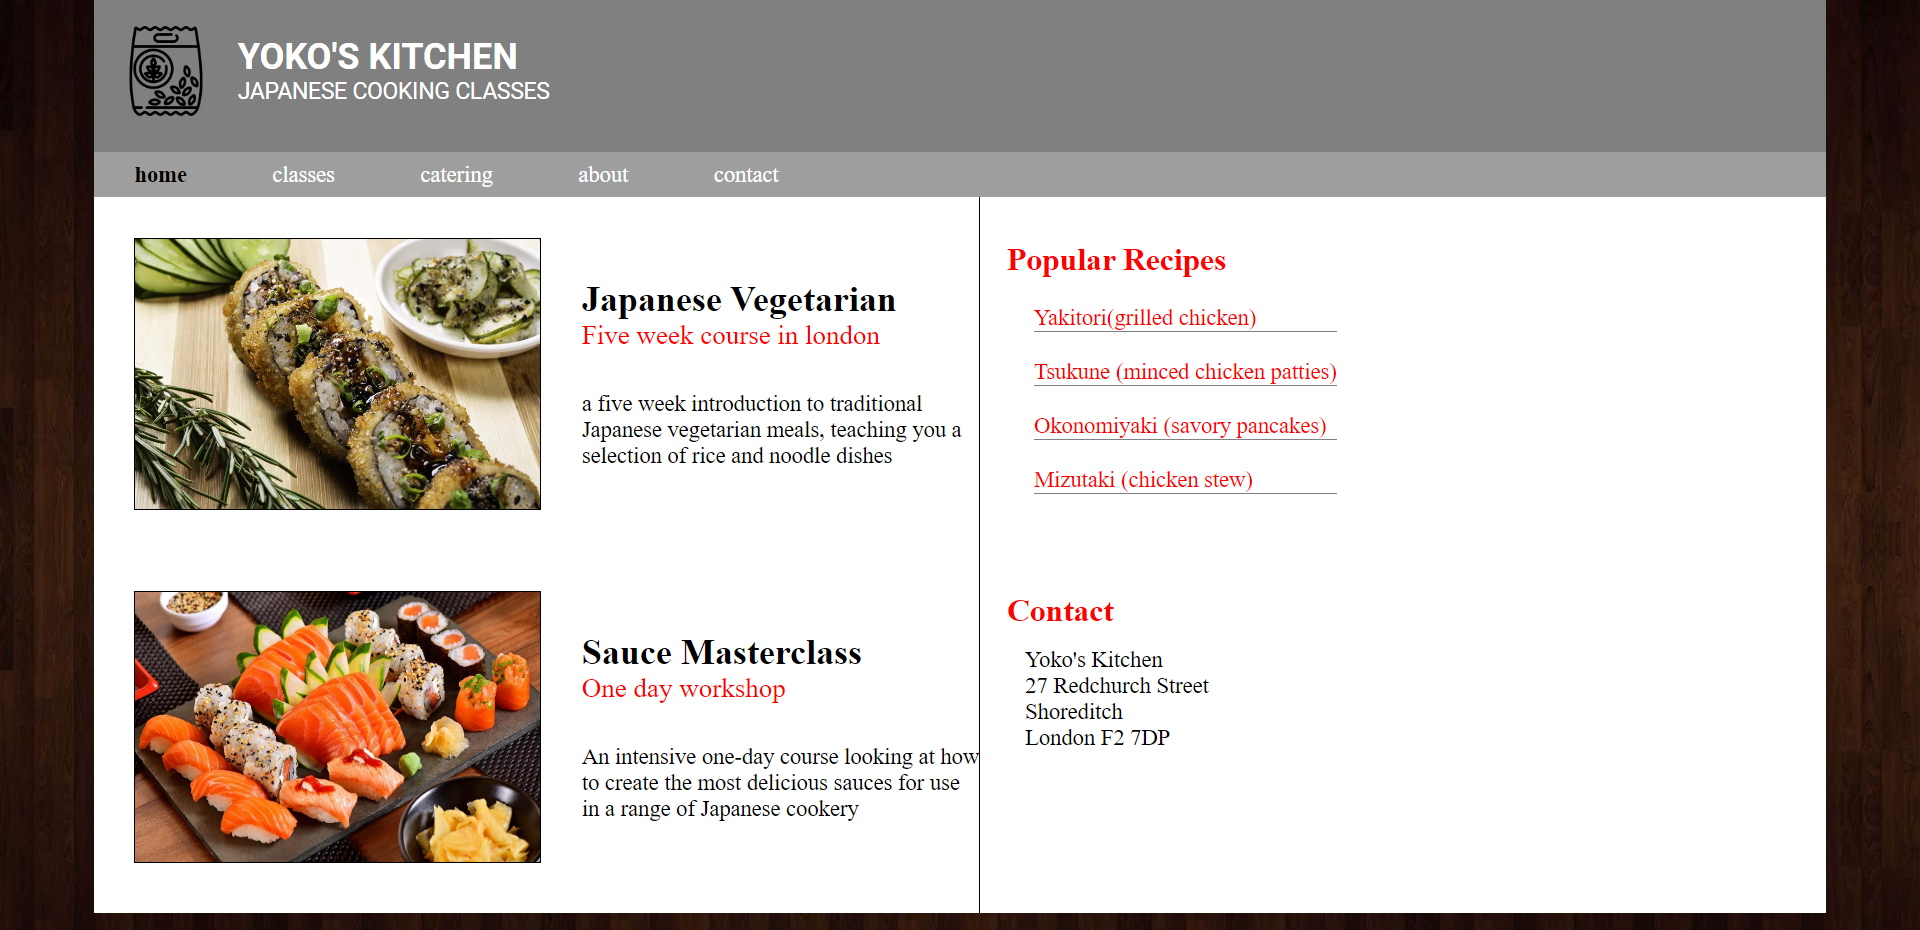 YOKO'S KITCHEN
JAPANESE COOKING CLASSES
home classes catering about contact
Japanese Vegetarian
Five week course in london
a five week introduction to traditional
Japanese vegetarian meals, teaching you a
selection of rice and noodle dishes
Sauce Masterclass
One day workshop
An intensive one-day course looking at how
to create the most delicious sauces for use
in a range of Japanese cookery
Popular Recipes
Yakitori(grilled chicken)
Tsukune (minced chicken patties)
Okonomiyaki (savory pancakes)
Mizutaki (chicken stew)
Contact
Yoko's Kitchen
27 Redchurch Street
Shoreditch
London F2 7DP